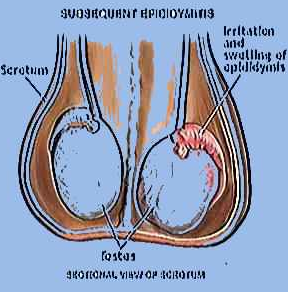 SUBSEQUENT EPIDIDYMITIS
Irritation
and
swelling of
epididymis
Scrotum
Testes
SECTIONAL VIEW OF SCROTUM